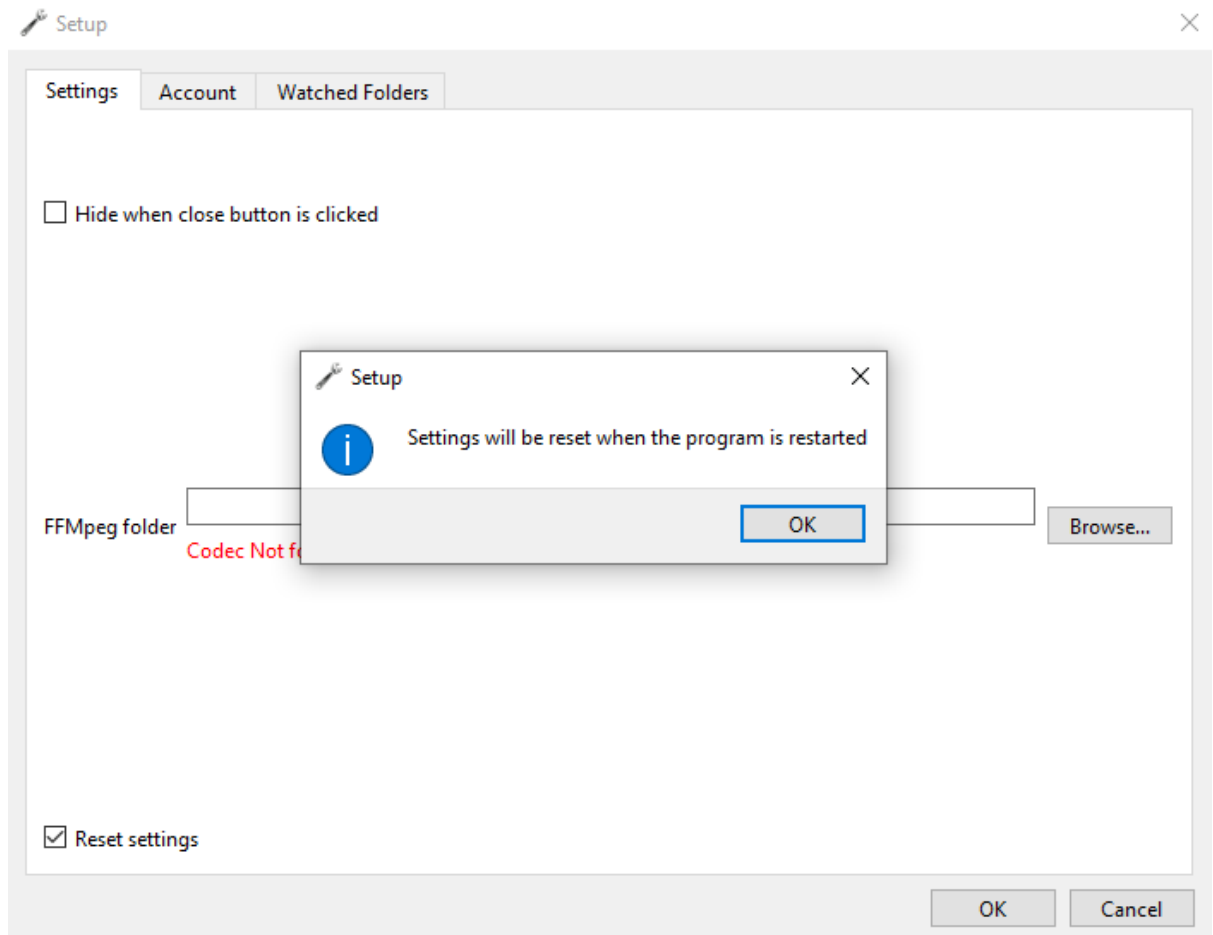 Setup
Settings Account Watched Folders
Hide when close button is clicked
Setup
Settings will be reset when the program is restarted
OK
FFMpeg folder
Browse...
Codec Not
Reset settings
OK Cancel